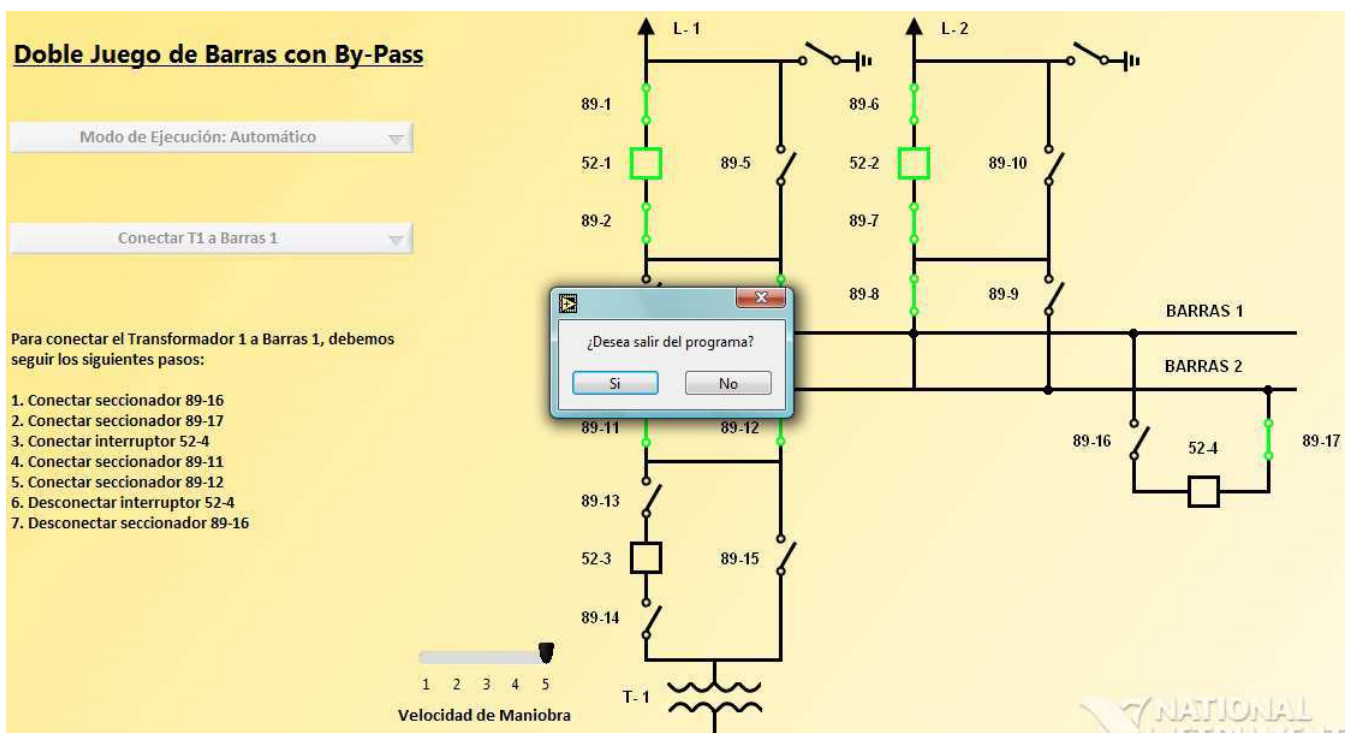 Doble Juego de Barras con By-Pass
Modo de Ejecución: Automático
Conectar T1 a Barras 1
Para conectar el Transformador 1 a Barras 1, debemos
seguir los siguientes pasos:
1. Conectar seccionador 89-16
2. Conectar seccionador 89-17
3. Conectar interruptor 52-4
4. Conectar seccionador 89-11
5. Conectar seccionador 89-12
6. Desconectar interruptor 52-4
7. Desconectar seccionador 89-16
1 2 3 4 5
Velocidad de Maniobra
L- 1
L- 2
89-1
89-6
52-1
89-5
52-2
89-10
89-2
89-7
89-8
89-9
¿Desea salir del programa?
Si
No
BARRAS 1
BARRAS 2
89-11
89-12
89-16
52-4
89-17
89-13
52-3
89-15
89-14
T- 1
NATIONAL